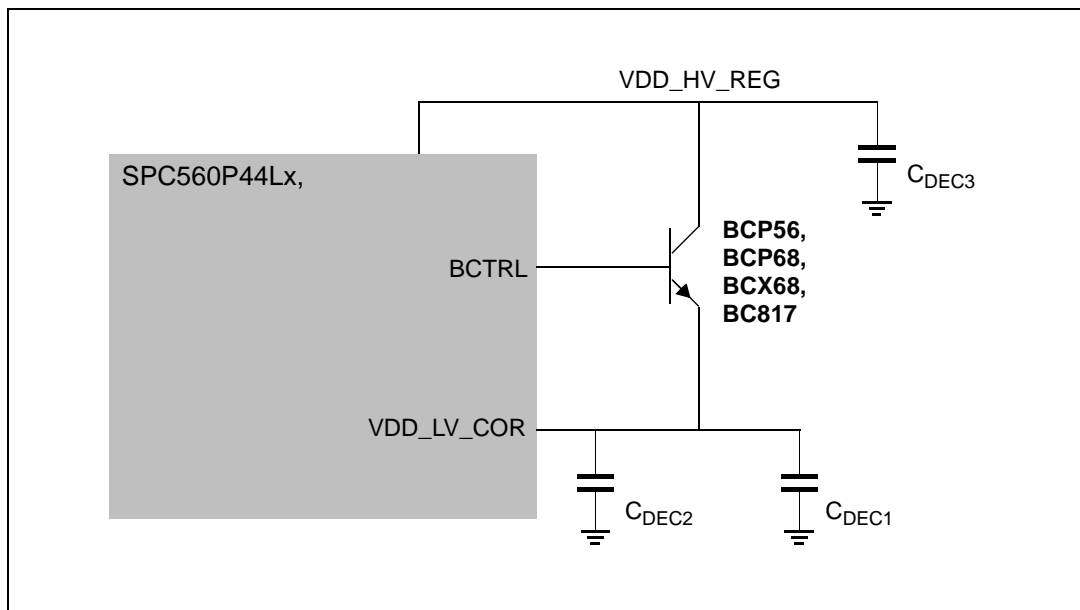 VDD_HV_REG
SPC560P44Lx,
CDEC3
BCP56,
BCP68,
BCX68,
BC817
BCTRL
VDD_LV_COR
CDEC2
CDEC1